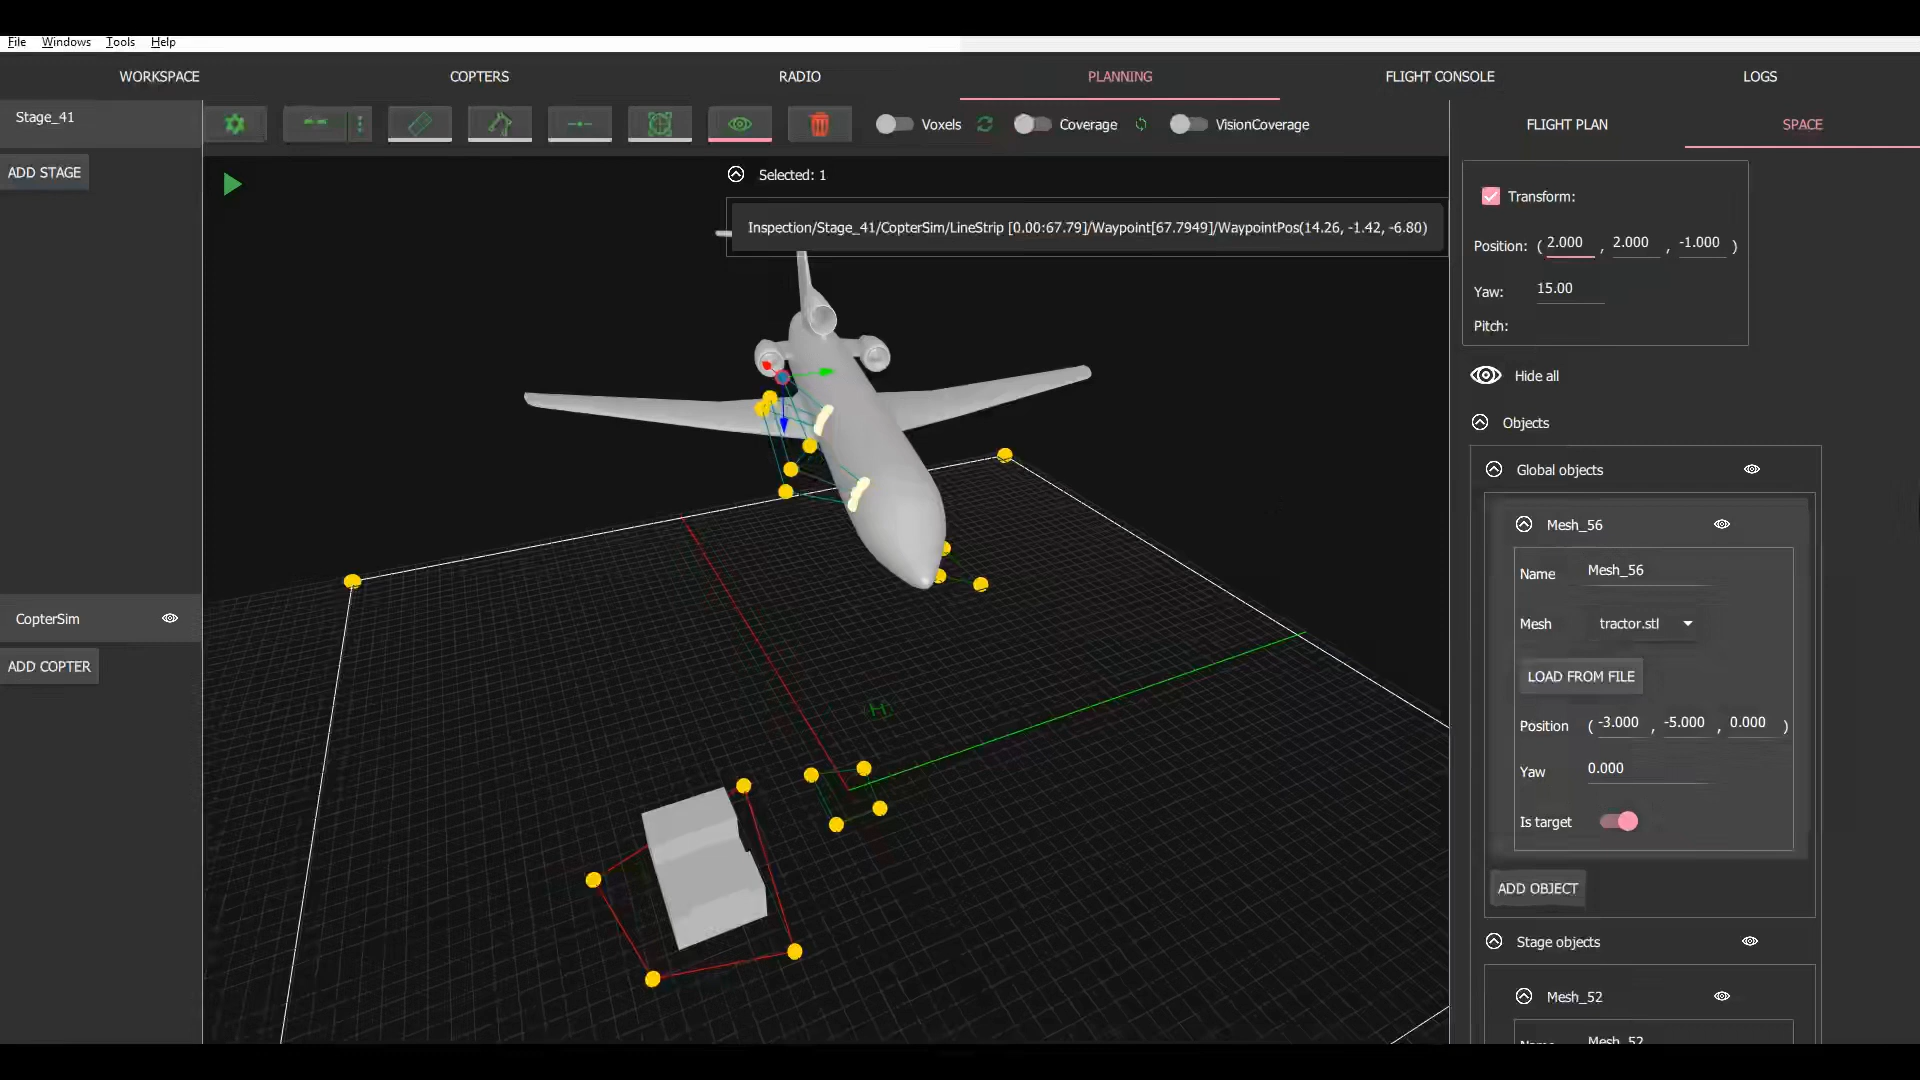 File Windows Tools Help
WORKSPACE COPTERS RADIO PLANNING FLIGHT CONSOLE LOGS
Stage_41
ADD STAGE
CopterSim
ADD COPTER
Voxels Coverage VisionCoverage
Selected: 1
Inspection/Stage_41/CopterSim/LineStrip [0.00:67.79]/Waypoint[67.7949]/WaypointPos(14.26, -1.42, -6.80)
H
FLIGHT PLAN SPACE
Transform:
Position: ( 2.000 , 2.000 , -1.000 )
Yaw: 15.00
Pitch:
Hide all
Objects
Global objects
Mesh_56
Name Mesh_56
Mesh tractor.stl
LOAD FROM FILE
Position ( -3.000 , -5.000 , 0.000 )
Yaw 0.000
Is target
ADD OBJECT
Stage objects
Mesh_52
Name Mesh_52